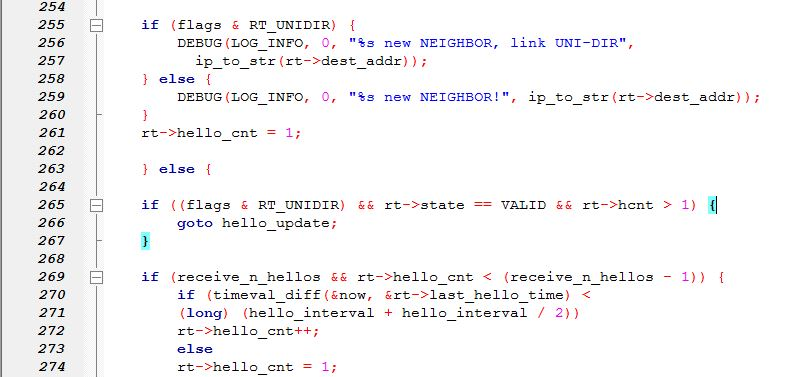 254
255 if (flags & RT_UNIDIR) {
256 DEBUG(LOG_INFO, 0, "%s new NEIGHBOR, link UNI-DIR",
257 ip_to_str(rt->dest_addr));
258 } else {
259 DEBUG(LOG_INFO, 0, "%s new NEIGHBOR!", ip_to_str(rt->dest_addr));
260 }
261 rt->hello_cnt = 1;
262
263 } else {
264
265 if ((flags & RT_UNIDIR) && rt->state == VALID && rt->hcnt > 1) {
266 goto hello_update;
267 }
268
269 if (receive_n_hellos && rt->hello_cnt < (receive_n_hellos - 1)) {
270 if (timeval_diff(&now, &rt->last_hello_time) <
271 (long) (hello_interval + hello_interval / 2))
272 rt->hello_cnt++;
273 else
274 rt->hello_cnt = 1;